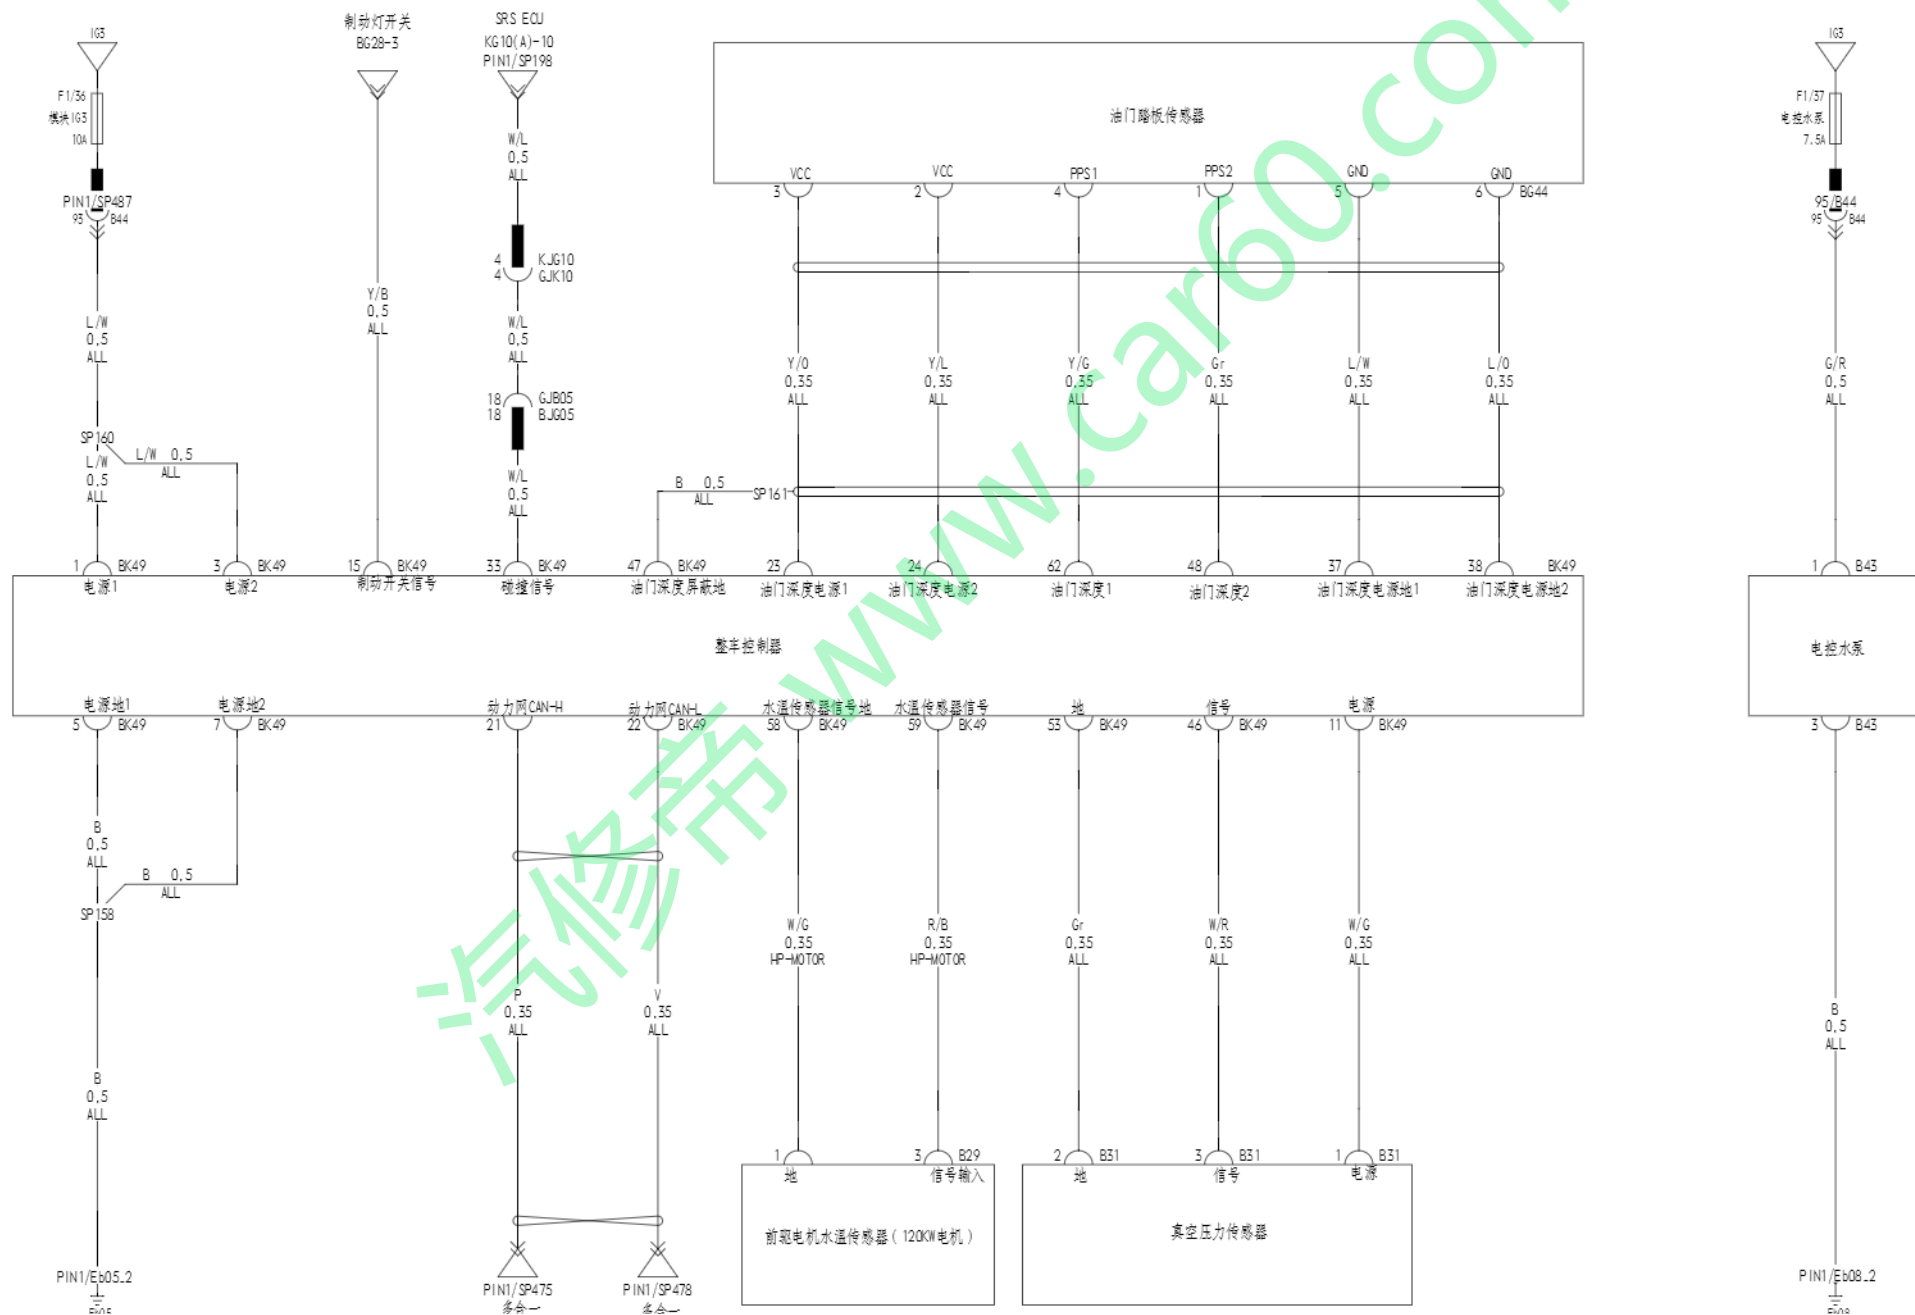 IG3
F1/36
模块IG3
10A
PIN1/SP487
93 B44
L/W
0.5
ALL
SP160
L/W
0.5
ALL
L/W 0.5
ALL
制动灯开关
BG28-3
Y/B
0.5
ALL
SRS ECU
KG10(A)-10
PIN1/SP198
W/L
0.5
ALL
4 KJG10
4 GJK10
W/L
0.5
ALL
18 GJB05
18 BJG05
W/L
0.5
ALL
油门踏板传感器
VCC VCC PPS1 PPS2 GND GND
3 2 4 1 5 6 BG44
Y/O Y/L Y/G Gr L/W L/O
0.35 0.35 0.35 0.35 0.35 0.35
ALL ALL ALL ALL ALL ALL
B 0.5
ALL
SP161
IG3
F1/37
电控水泵
7.5A
95/B44
95 B44
G/R
0.5
ALL
1 BK49 3 BK49 15 BK49 33 BK49 47 BK49 23 24 62 48 37 38 BK49
电源1 电源2 制动开关信号 碰撞信号 油门深度屏蔽地 油门深度电源1 油门深度电源2 油门深度1 油门深度2 油门深度电源地1 油门深度电源地2
整车控制器
电源地1 电源地2 动力网CAN-H 动力网CAN-L 水温传感器信号地 水温传感器信号 地 信号 电源
5 BK49 7 BK49 21 BK49 22 BK49 58 BK49 59 BK49 53 BK49 46 BK49 11 BK49
1 B43
电控水泵
3 B43
B
0.5
ALL
B 0.5
ALL
SP158
B
0.5
ALL
PIN1/Eb05_2
Eb05
P
0.35
ALL
V
0.35
ALL
PIN1/SP475
多合一
PIN1/SP478
多合一
W/G
0.35
HP-MOTOR
R/B
0.35
HP-MOTOR
Gr
0.35
ALL
W/R
0.35
ALL
W/G
0.35
ALL
1 3 B29
地 信号输入
前驱电机水温传感器（120KW电机）
2 B31 3 B31 1 B31
地 信号 电源
真空压力传感器
B
0.5
ALL
PIN1/Eb08_2
Eb08
汽修帝 www.car60.com